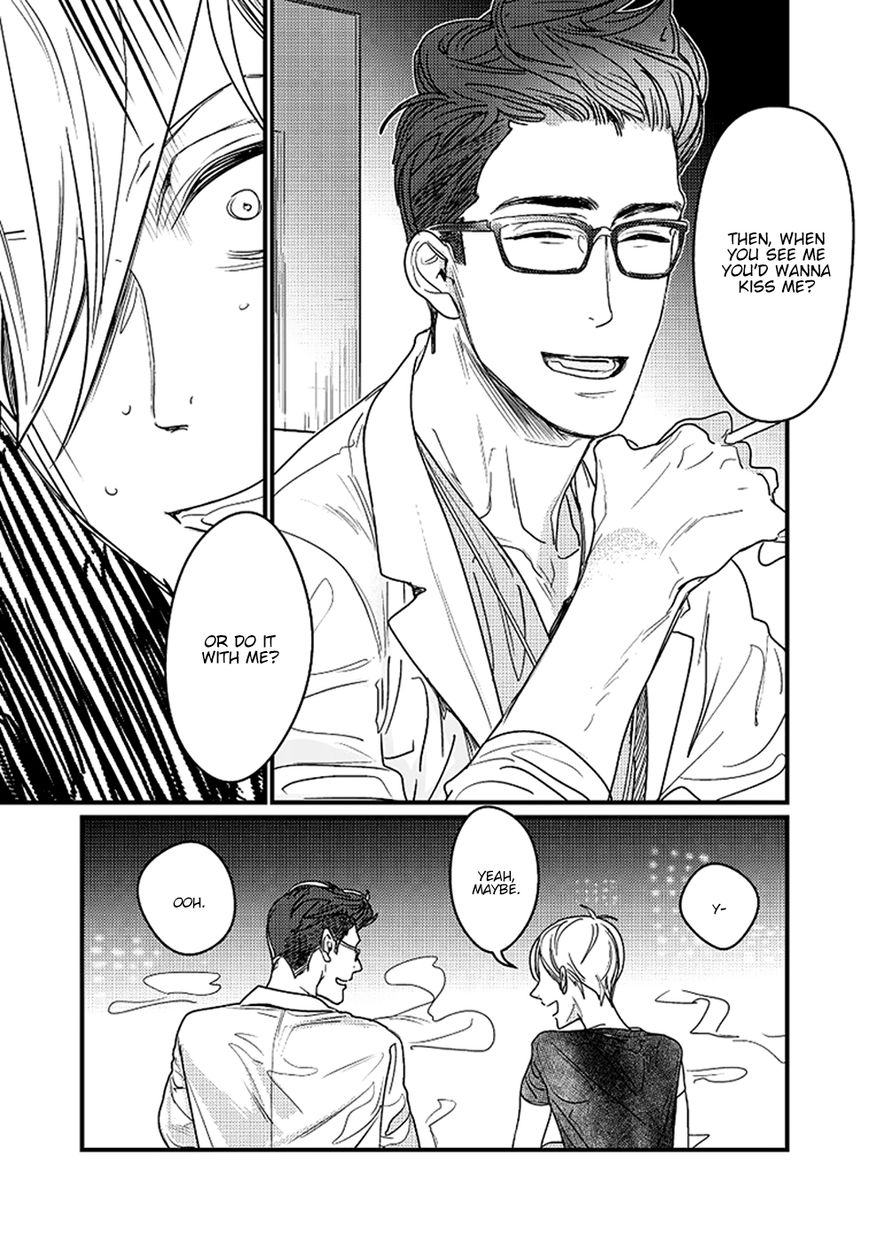 THEN, WHEN
YOU SEE ME
YOU'D WANNA
KISS ME?
OR DO IT
WITH ME?
Y-
YEAH,
MAYBE.
OOH.